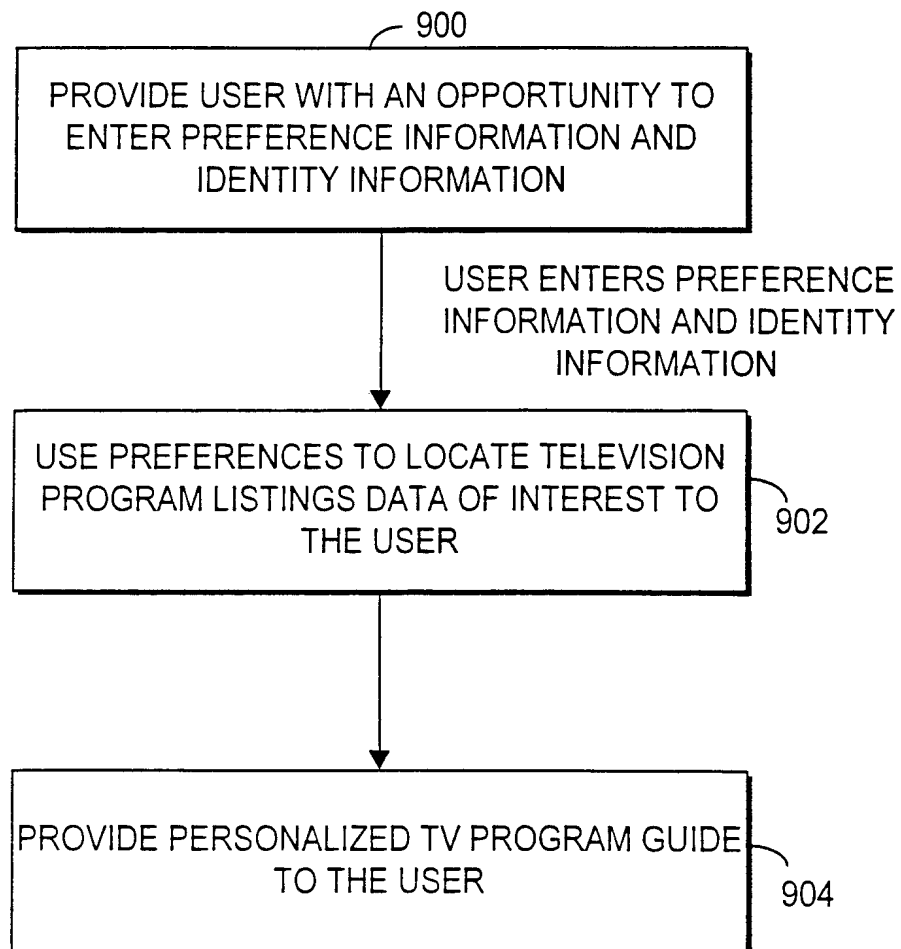 900
PROVIDE USER WITH AN OPPORTUNITY TO
ENTER PREFERENCE INFORMATION AND
IDENTITY INFORMATION
USER ENTERS PREFERENCE
INFORMATION AND IDENTITY
INFORMATION
USE PREFERENCES TO LOCATE TELEVISION
PROGRAM LISTINGS DATA OF INTEREST TO
THE USER
902
PROVIDE PERSONALIZED TV PROGRAM GUIDE
TO THE USER
904